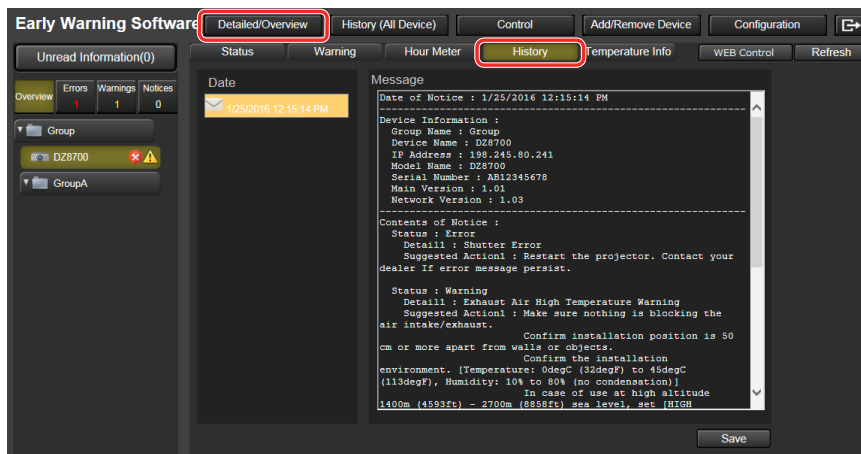 Early Warning Software
Detailed/Overview
History (All Device)
Control
Add/Remove Device
Configuration
Unread Information(0)
Status
Warning
Hour Meter
History
Temperature Info
WEB Control
Refresh
Overview
Errors
1
Warnings
1
Notices
0
Group
DZ8700
GroupA
Date
1/25/2016 12:15:14 PM
Message
Date of Notice : 1/25/2016 12:15:14 PM
Device Information :
Group Name : Group
Device Name : DZ8700
IP Address : 198.245.80.241
Model Name : DZ8700
Serial Number : AB12345678
Main Version : 1.01
Network Version : 1.03
Contents of Notice :
Status : Error
Detail1 : Shutter Error
Suggested Action1 : Restart the projector. Contact your
dealer If error message persist.
Status : Warning
Detail1 : Exhaust Air High Temperature Warning
Suggested Action1 : Make sure nothing is blocking the
air intake/exhaust.
Confirm installation position is 50
cm or more apart from walls or objects.
Confirm the installation
environment. [Temperature: 0degC (32degF) to 45degC
(113degF), Humidity: 10% to 80% (no condensation)]
In case of use at high altitude
1400m (4593ft) - 2700m (8858ft) sea level, set [HIGH
Save